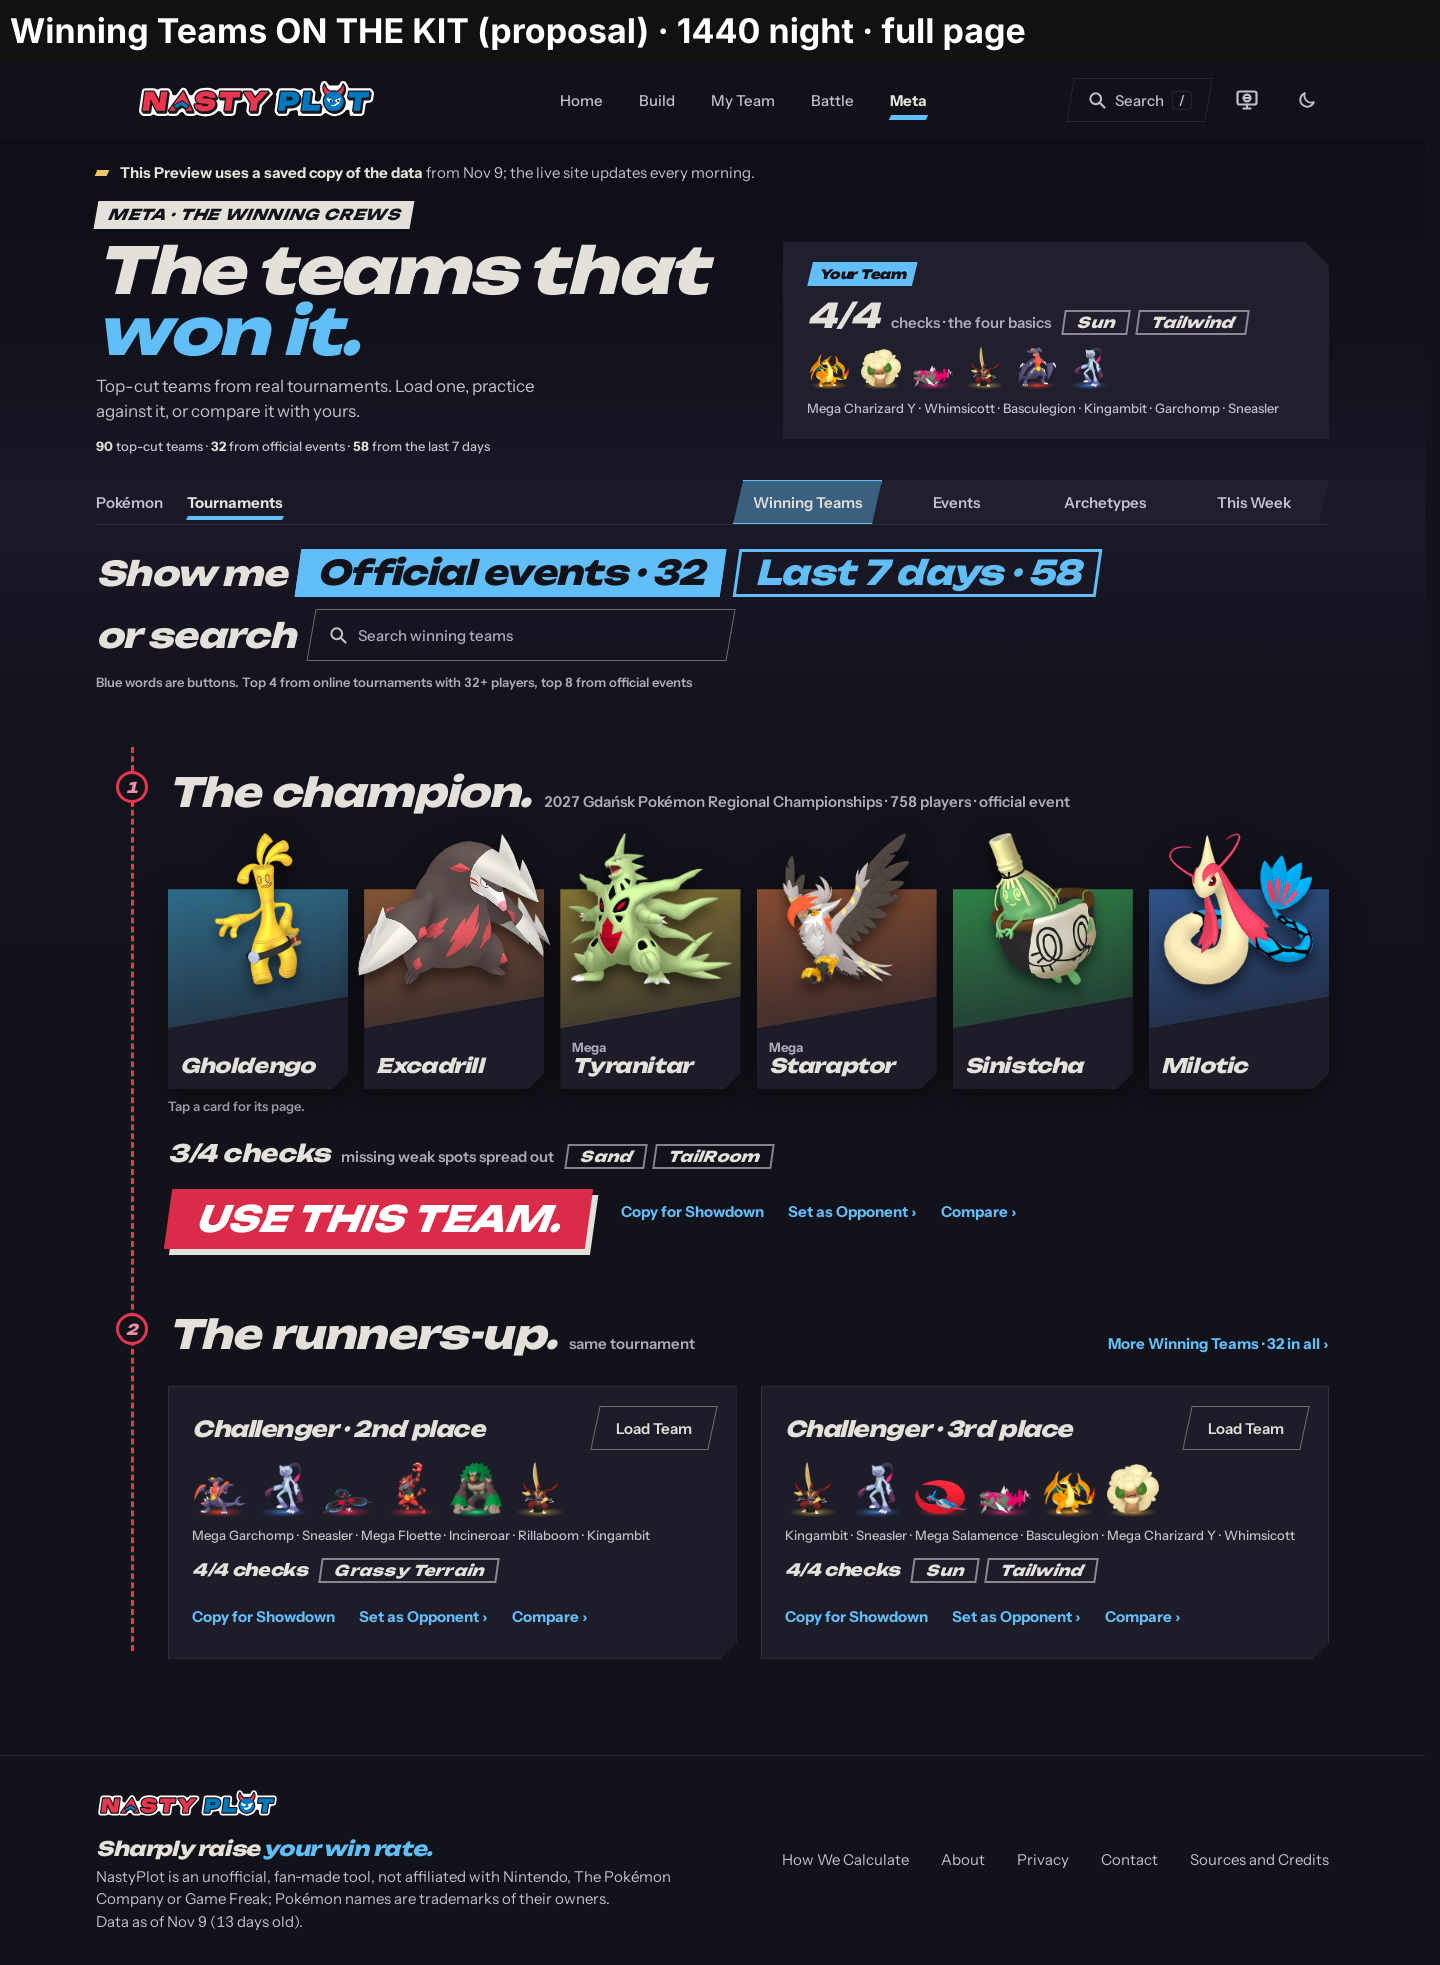 Winning Teams ON THE KIT (proposal) · 1440 night · full page
NASTY PLOT
Home
Build
My Team
Battle
Meta
Search /
This Preview uses a saved copy of the data from Nov 9; the live site updates every morning.
META · THE WINNING CREWS
The teams that
won it.
Top-cut teams from real tournaments. Load one, practice
against it, or compare it with yours.
90 top-cut teams · 32 from official events · 58 from the last 7 days
Your Team
4/4 checks · the four basics Sun Tailwind
Mega Charizard Y · Whimsicott · Basculegion · Kingambit · Garchomp · Sneasler
Pokémon
Tournaments
Winning Teams
Events
Archetypes
This Week
Show me Official events · 32 Last 7 days · 58
or search Search winning teams
Blue words are buttons. Top 4 from online tournaments with 32+ players, top 8 from official events
1
The champion. 2027 Gdańsk Pokémon Regional Championships · 758 players · official event
Gholdengo
Excadrill
Mega
Tyranitar
Mega
Staraptor
Sinistcha
Milotic
Tap a card for its page.
3/4 checks missing weak spots spread out Sand TailRoom
USE THIS TEAM.
Copy for Showdown
Set as Opponent ›
Compare ›
2
The runners-up. same tournament
More Winning Teams · 32 in all ›
Challenger · 2nd place
Load Team
Mega Garchomp · Sneasler · Mega Floette · Incineroar · Rillaboom · Kingambit
4/4 checks Grassy Terrain
Copy for Showdown
Set as Opponent ›
Compare ›
Challenger · 3rd place
Load Team
Kingambit · Sneasler · Mega Salamence · Basculegion · Mega Charizard Y · Whimsicott
4/4 checks Sun Tailwind
Copy for Showdown
Set as Opponent ›
Compare ›
NASTY PLOT
Sharply raise your win rate.
NastyPlot is an unofficial, fan-made tool, not affiliated with Nintendo, The Pokémon
Company or Game Freak; Pokémon names are trademarks of their owners.
Data as of Nov 9 (13 days old).
How We Calculate
About
Privacy
Contact
Sources and Credits